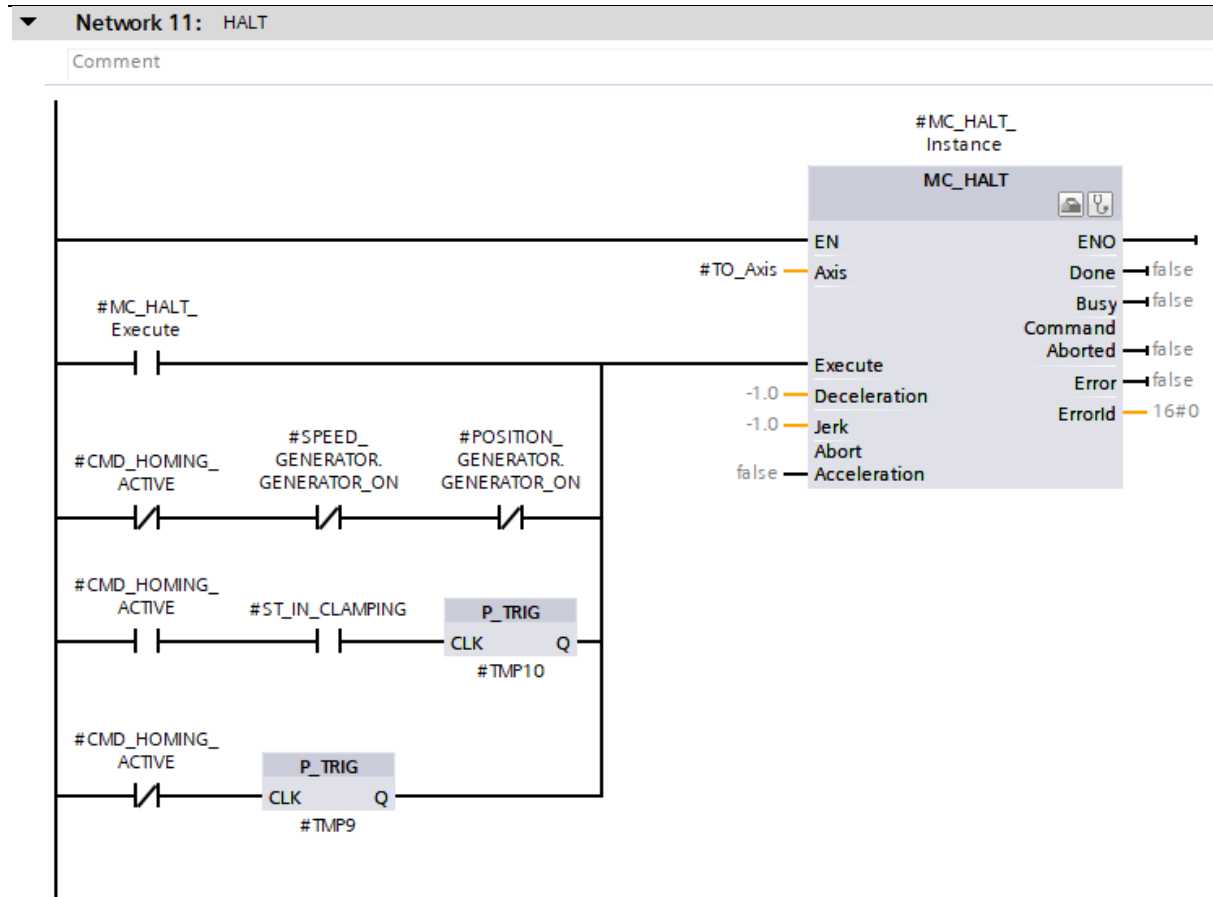 Network 11: HALT
Comment
#MC_HALT_
Instance
MC_HALT
EN
ENO
#TO_Axis
Axis
Done
false
Busy
false
Command
Aborted
false
#MC_HALT_
Execute
Execute
Error
false
-1.0
Deceleration
ErrorId
16#0
-1.0
Jerk
Abort
false
Acceleration
#CMD_HOMING_
ACTIVE
#SPEED_
GENERATOR.
GENERATOR_ON
#POSITION_
GENERATOR.
GENERATOR_ON
#CMD_HOMING_
ACTIVE
#ST_IN_CLAMPING
P_TRIG
CLK
Q
#TMP10
#CMD_HOMING_
ACTIVE
P_TRIG
CLK
Q
#TMP9